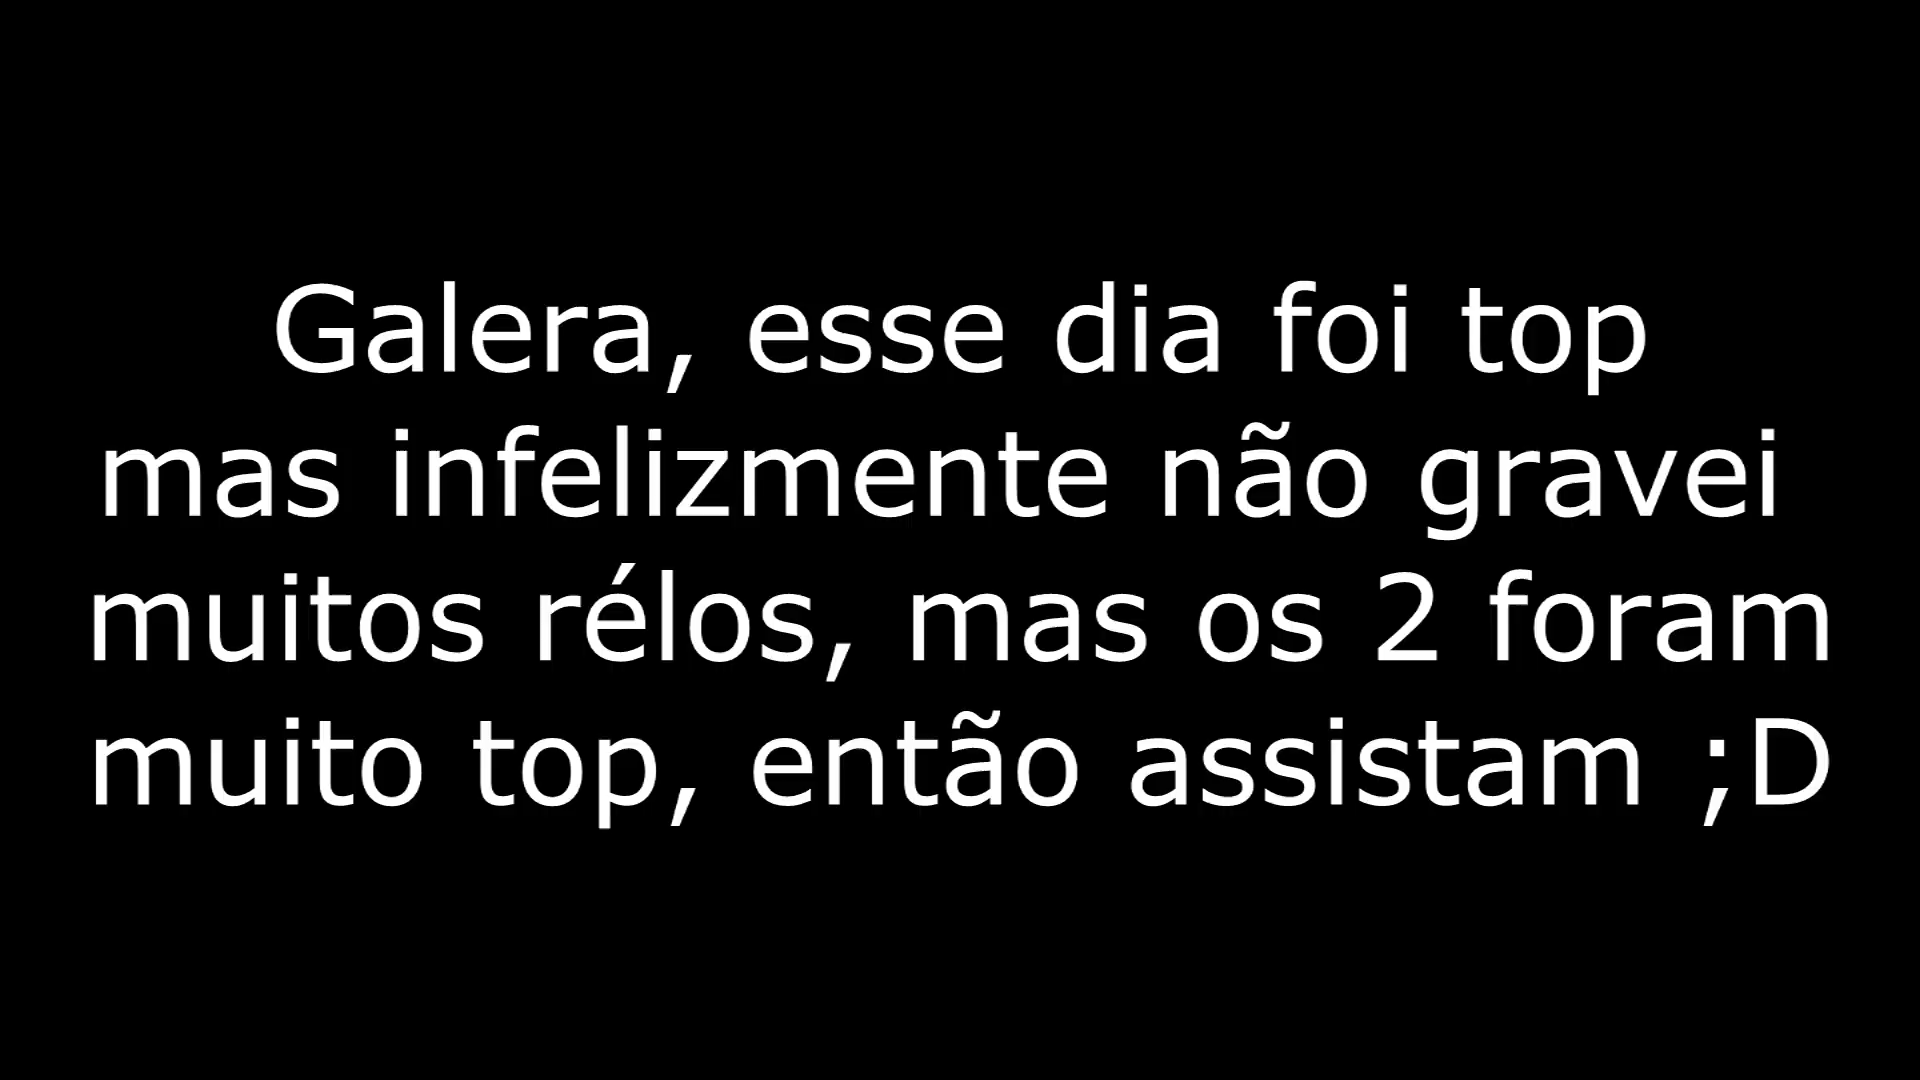 Galera, esse dia foi top
mas infelizmente não gravei
muitos rélos, mas os 2 foram
muito top, então assistam ;D